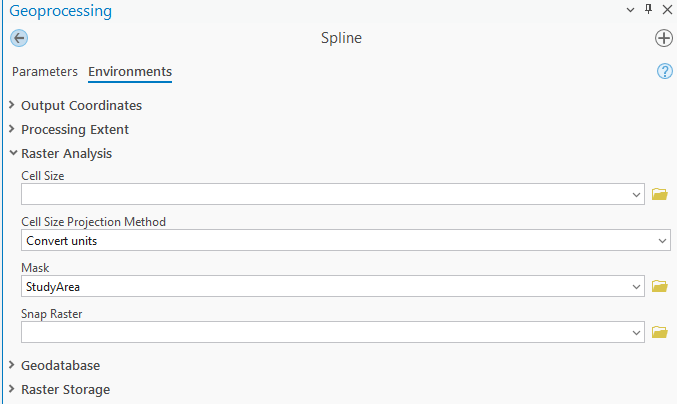 Geoprocessing
Spline
Parameters Environments
?
Output Coordinates
Processing Extent
Raster Analysis
Cell Size
Cell Size Projection Method
Convert units
Mask
StudyArea
Snap Raster
Geodatabase
Raster Storage